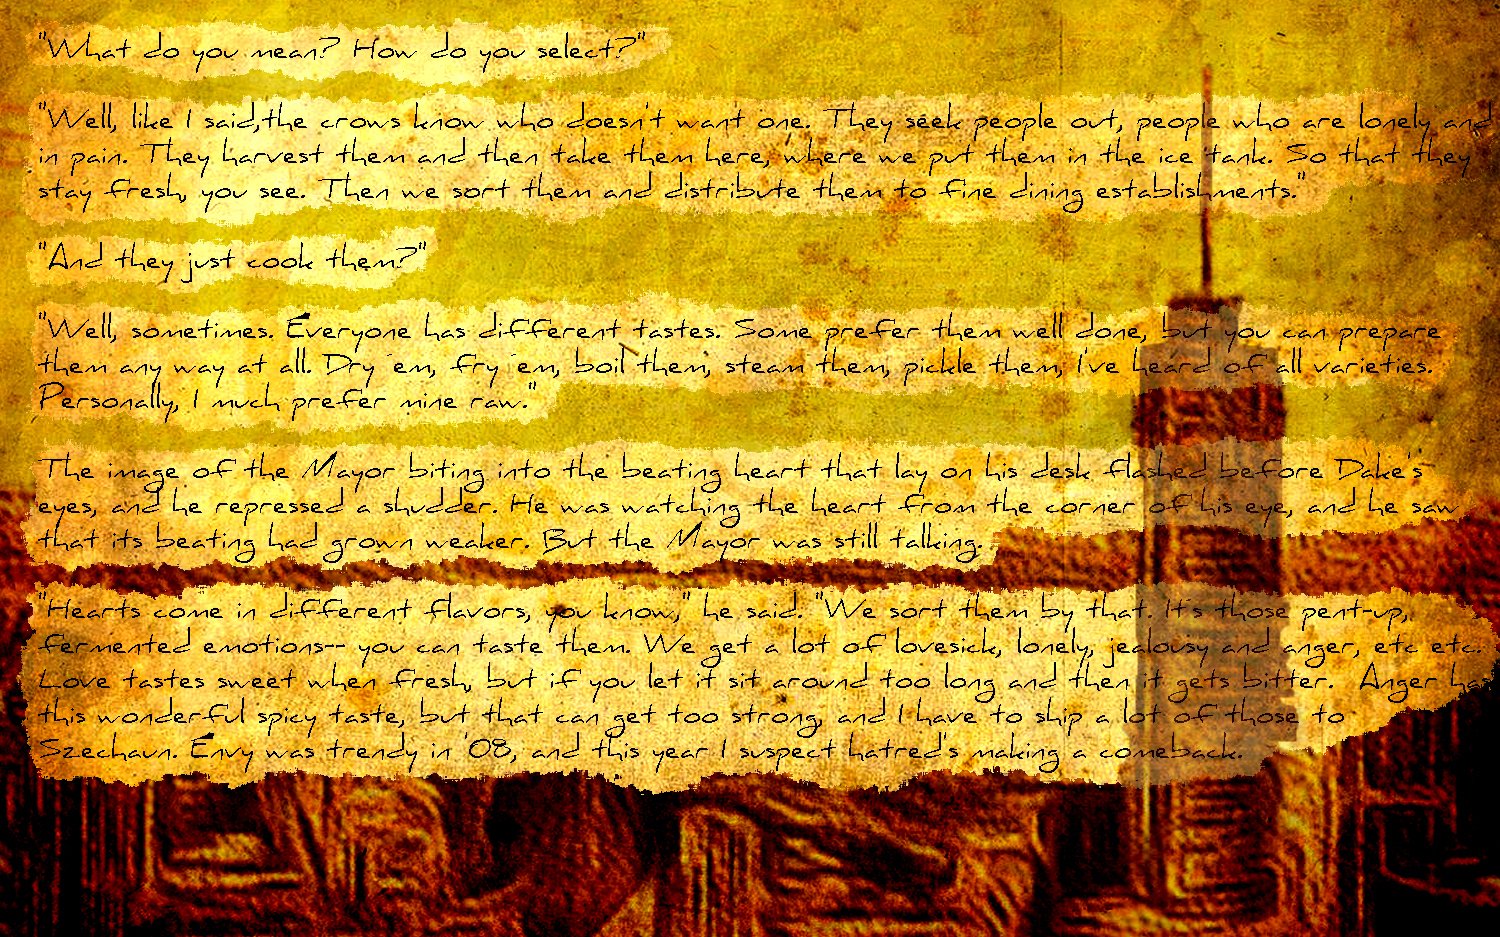 "What do you mean? How do you select?"
"Well, like I said,the crows know who doesn't want one. They seek people out, people who are lonely and
in pain. They harvest them and then take them here, where we put them in the ice tank. So that they
stay fresh, you see. Then we sort them and distribute them to fine dining establishments."
"And they just cook them?"
"Well, sometimes. Everyone has different tastes. Some prefer them well done, but you can prepare
them any way at all. Dry 'em, fry 'em, boil them, steam them, pickle them, I've heard of all varieties.
Personally, I much prefer mine raw."
The image of the Mayor biting into the beating heart that lay on his desk flashed before Dake's
eyes, and he repressed a shudder. He was watching the heart from the corner of his eye, and he saw
that its beating had grown weaker. But the Mayor was still talking.
"Hearts come in different flavors, you know," he said. "We sort them by that. It's those pent-up,
fermented emotions-- you can taste them. We get a lot of lovesick, lonely, jealousy and anger, etc etc.
Love tastes sweet when fresh, but if you let it sit around too long and then it gets bitter. Anger has
this wonderful spicy taste, but that can get too strong, and I have to ship a lot of those to
Szechaun. Envy was trendy in '08, and this year I suspect hatred's making a comeback.